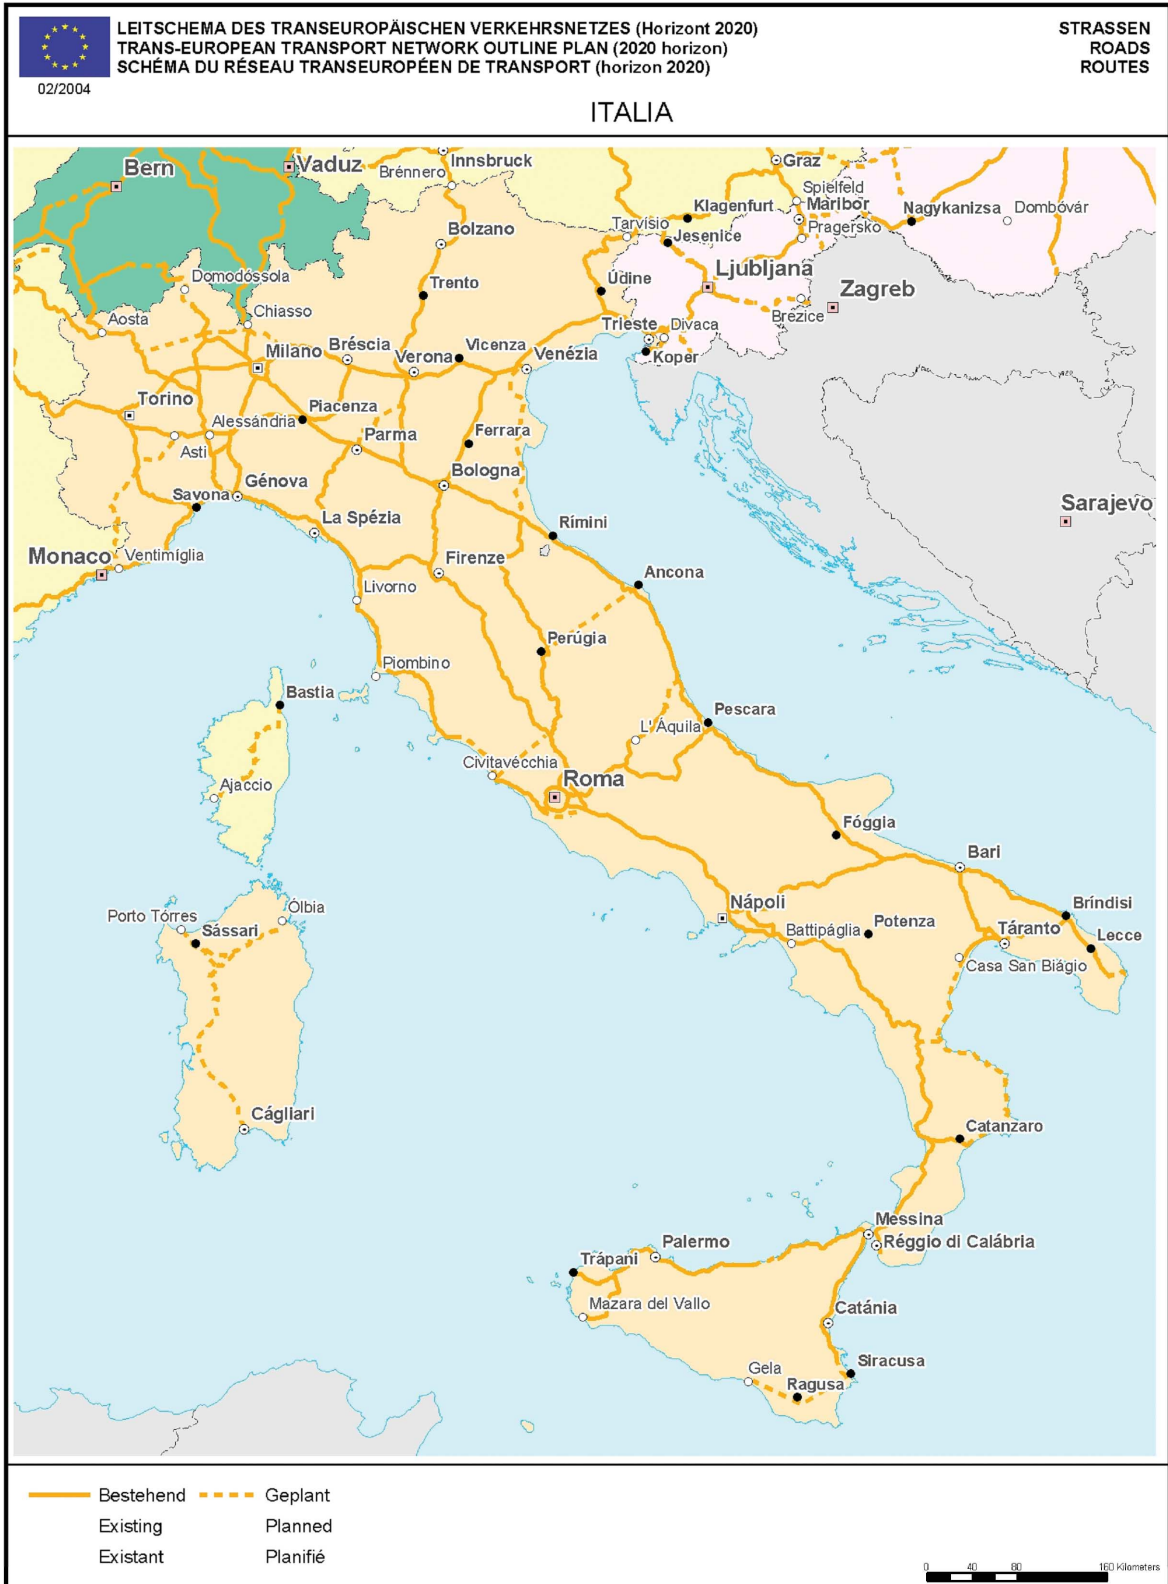 LEITSCHEMA DES TRANSEUROPÄISCHEN VERKEHRSNETZES (Horizont 2020)
TRANS-EUROPEAN TRANSPORT NETWORK OUTLINE PLAN (2020 horizon)
SCHÉMA DU RÉSEAU TRANSEUROPÉEN DE TRANSPORT (horizon 2020)
STRASSEN
ROADS
ROUTES
02/2004
ITALIA
Bern
Vaduz
Innsbruck
Brénnero
Graz
Spielfeld
Maribor
Pragersko
Nagykanizsa
Dombóvár
Klagenfurt
Tarvisio
Jesenice
Bolzano
Domodóssola
Trento
Údine
Ljubljana
Zagreb
Brezice
Aosta
Chiasso
Trieste
Divaca
Koper
Milano
Bréscia
Verona
Vicenza
Venézia
Torino
Alessándria
Piacenza
Asti
Parma
Ferrara
Bologna
Savona
Génova
La Spézia
Rímini
Sarajevo
Monaco
Ventimíglia
Firenze
Livorno
Ancona
Perúgia
Piombino
Bastia
L' Áquila
Pescara
Civitavécchia
Roma
Ajaccio
Fóggia
Bari
Nápoli
Battipáglia
Potenza
Bríndisi
Táranto
Lecce
Casa San Biágio
Porto Tórres
Ólbia
Sássari
Cágliari
Catanzaro
Messina
Réggio di Calábria
Palermo
Trápani
Mazara del Vallo
Catánia
Siracusa
Gela
Ragusa
Bestehend Geplant
Existing Planned
Existant Planifié
0 40 80 160 Kilometers